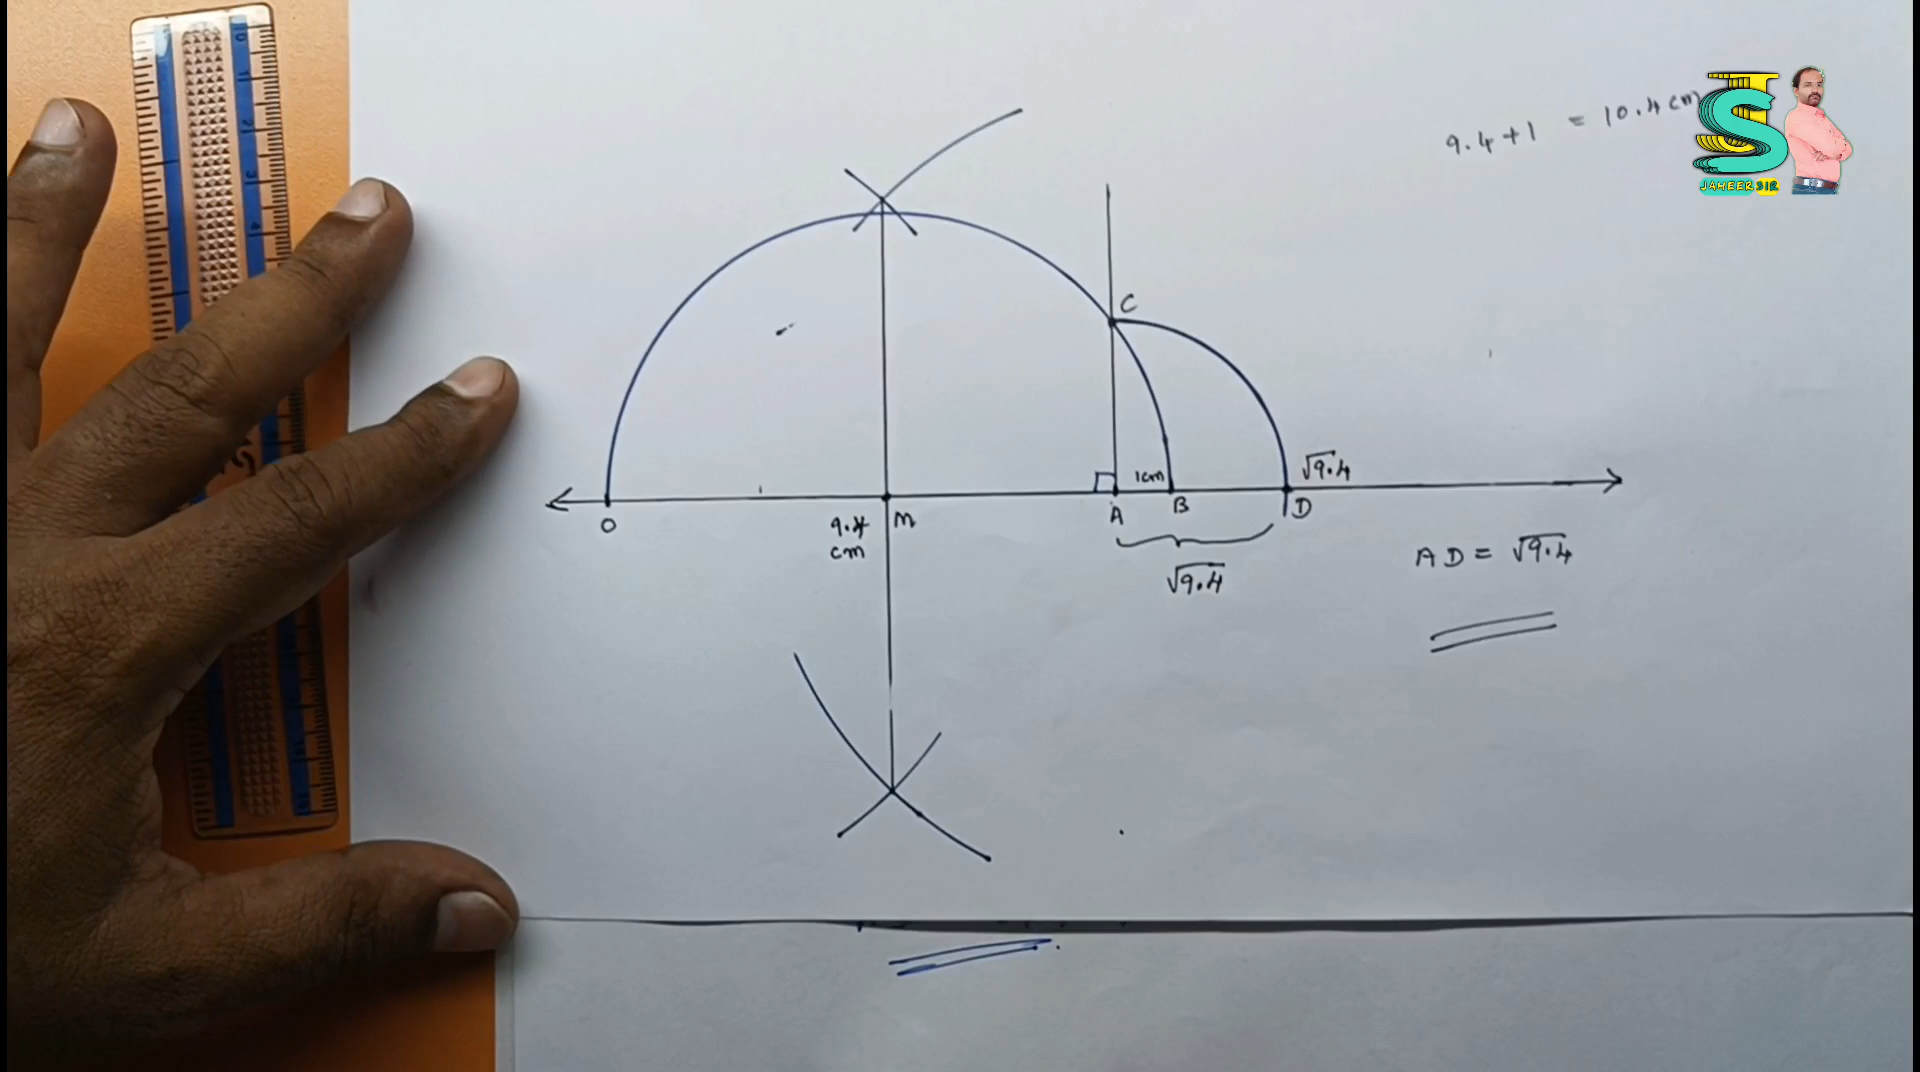 9.4+1 = 10.4 cm
JAHEER SIR
C
1cm
√9.4
O
9.4
cm
M
A
B
D
√9.4
AD = √9.4